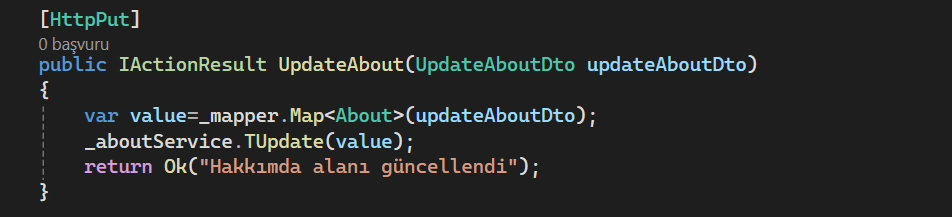 [HttpPut]
0 başvuru
public IActionResult UpdateAbout(UpdateAboutDto updateAboutDto)
{
var value=_mapper.Map<About>(updateAboutDto);
_aboutService.TUpdate(value);
return Ok("Hakkımda alanı güncellendi");
}